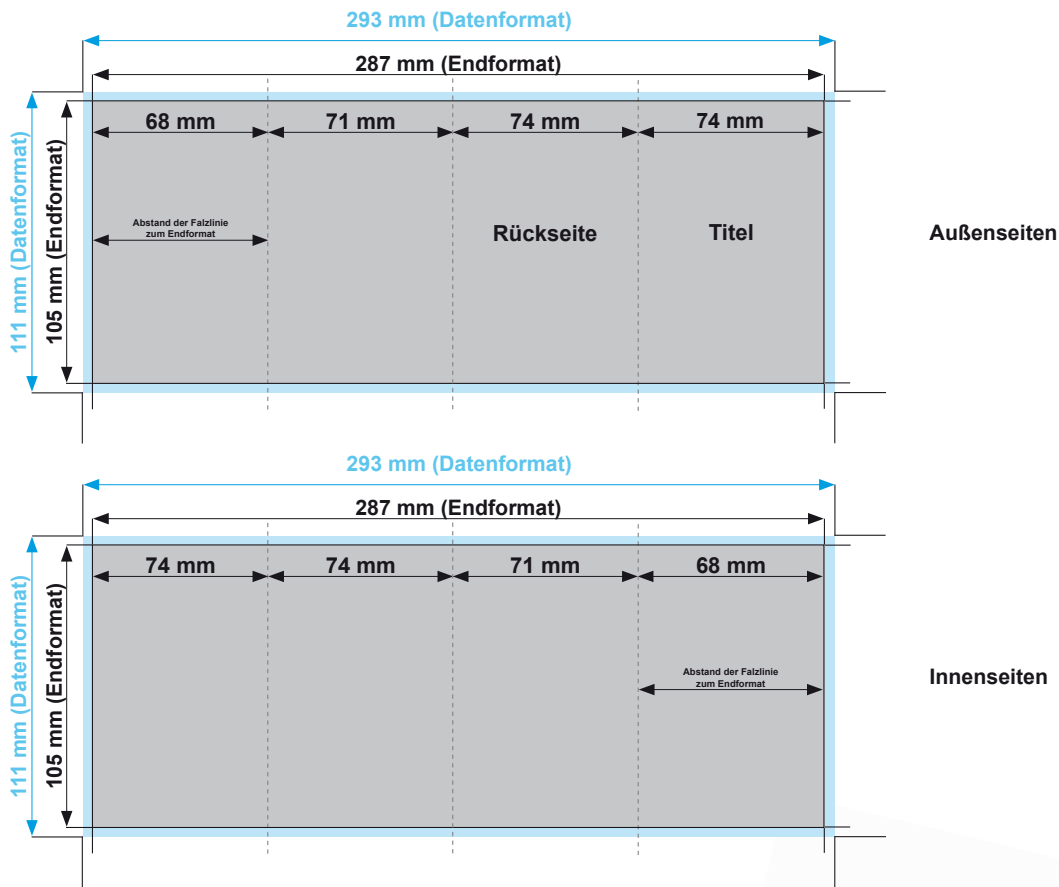 293 mm (Datenformat)
287 mm (Endformat)
68 mm
71 mm
74 mm
74 mm
111 mm (Datenformat)
105 mm (Endformat)
Abstand der Falzlinie
zum Endformat
Rückseite
Titel
Außenseiten
293 mm (Datenformat)
287 mm (Endformat)
74 mm
74 mm
71 mm
68 mm
111 mm (Datenformat)
105 mm (Endformat)
Abstand der Falzlinie
zum Endformat
Innenseiten